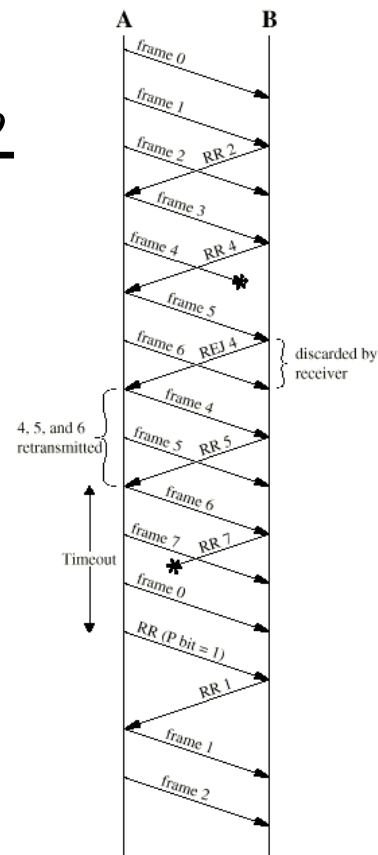 A
B
frame 0
frame 1
frame 2
RR 2
frame 3
frame 4
RR 4
frame 5
frame 6
REJ 4
discarded by
receiver
frame 4
4, 5, and 6
retransmitted
frame 5
RR 5
frame 6
frame 7
RR 7
Timeout
frame 0
RR (P bit = 1)
RR 1
frame 1
frame 2